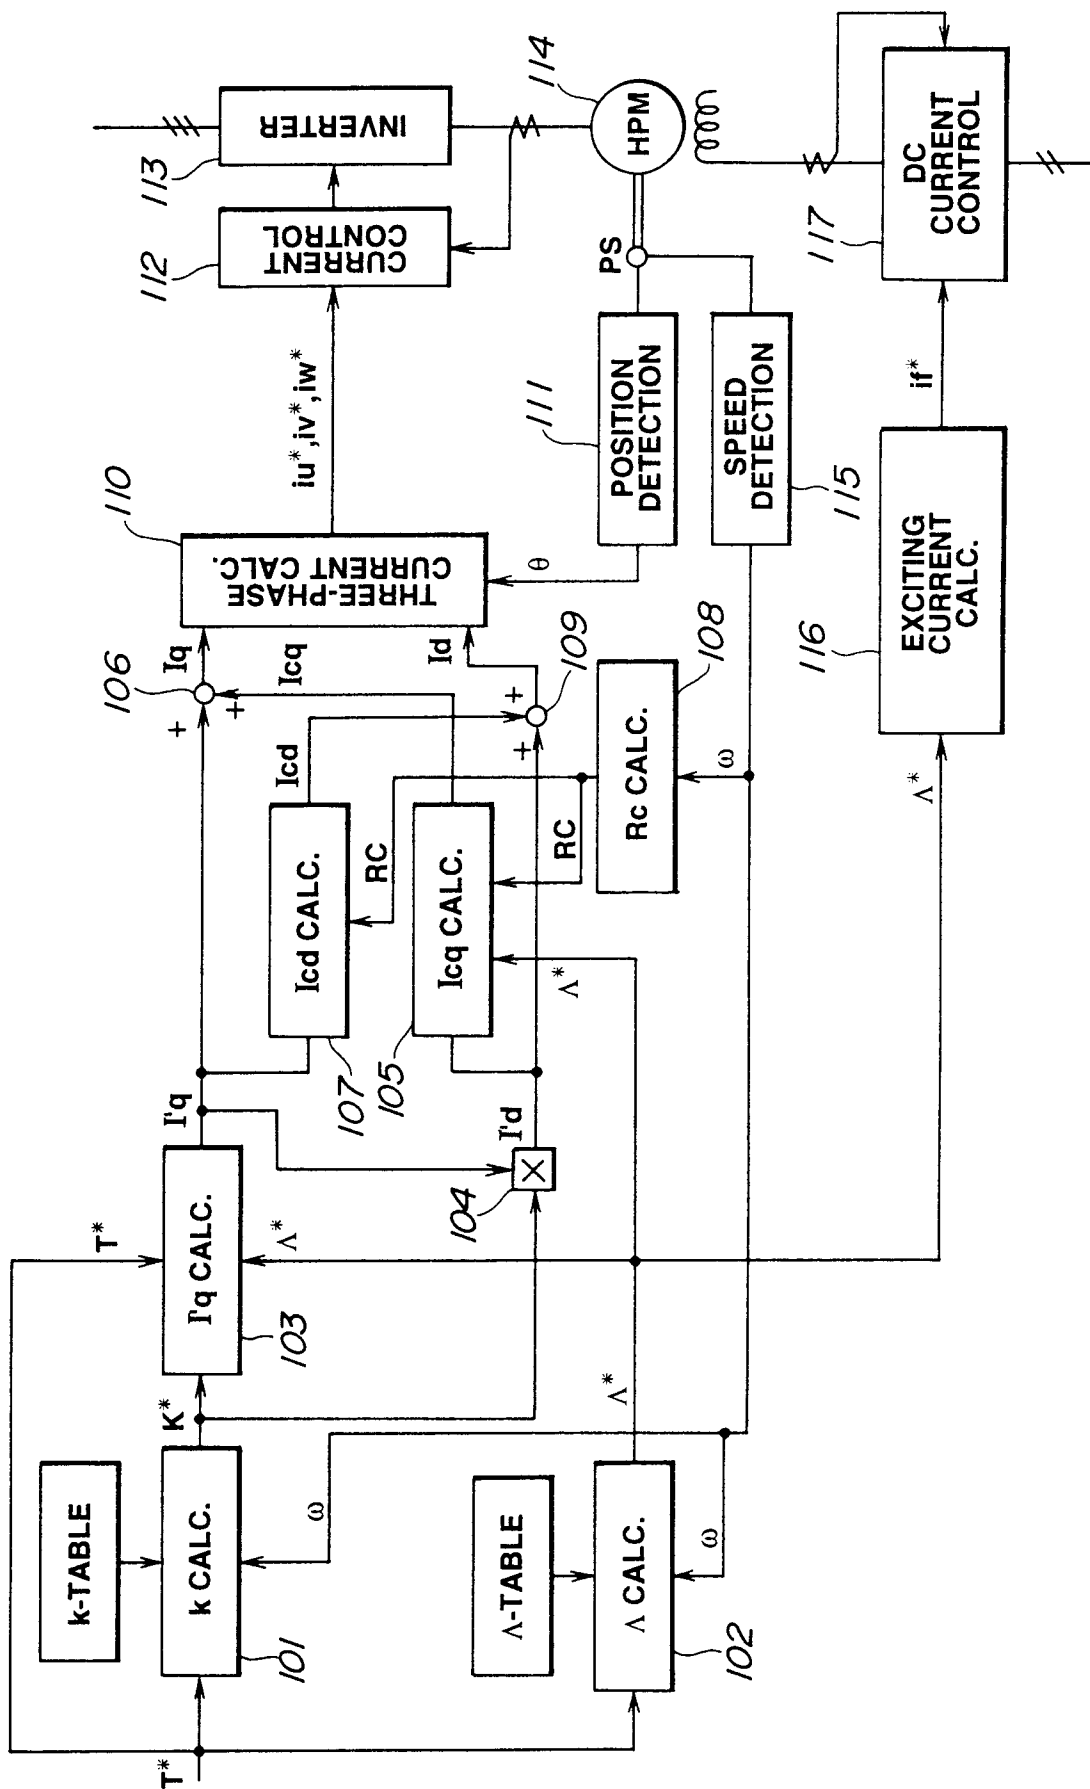 T*
T*
k-TABLE
k CALC.
101
ω
K*
I'q CALC.
103
Λ*
I'q
Λ-TABLE
Λ CALC.
102
ω
Λ*
104
×
I'd
Icd CALC.
107
RC
Icd
Icq CALC.
105
RC
Λ*
Icq
+
+
106
Iq
+
+
109
Id
Rc CALC.
108
ω
THREE-PHASE
CURRENT CALC.
110
θ
iu*,iv*,iw*
POSITION
DETECTION
111
SPEED
DETECTION
115
PS
CURRENT
CONTROL
112
INVERTER
113
HPM
114
Λ*
EXCITING
CURRENT
CALC.
116
if*
DC
CURRENT
CONTROL
117